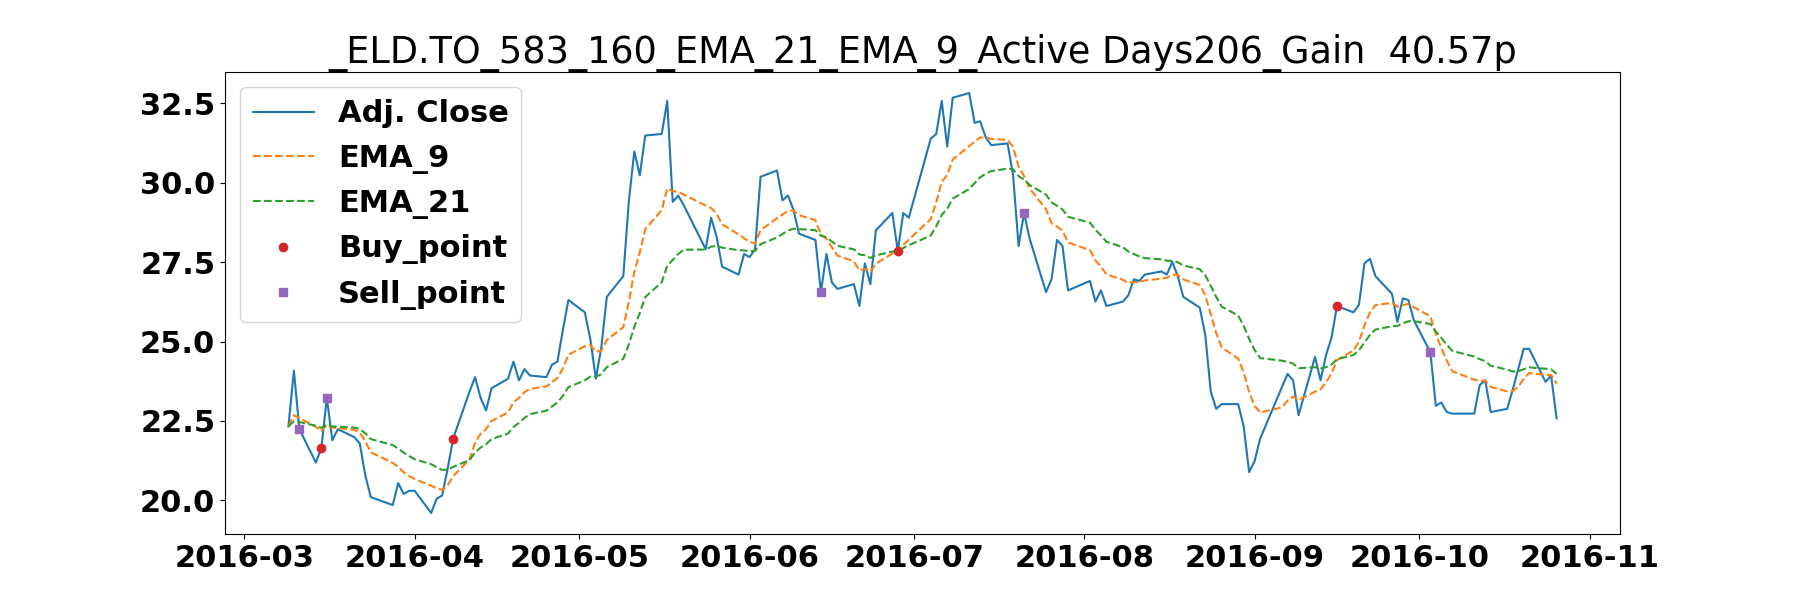 _ELD.TO_583_160_EMA_21_EMA_9_Active Days206_Gain  40.57p
32.5
30.0
27.5
25.0
22.5
20.0
Adj. Close
EMA_9
EMA_21
Buy_point
Sell_point
2016-03 2016-04 2016-05 2016-06 2016-07 2016-08 2016-09 2016-10 2016-11